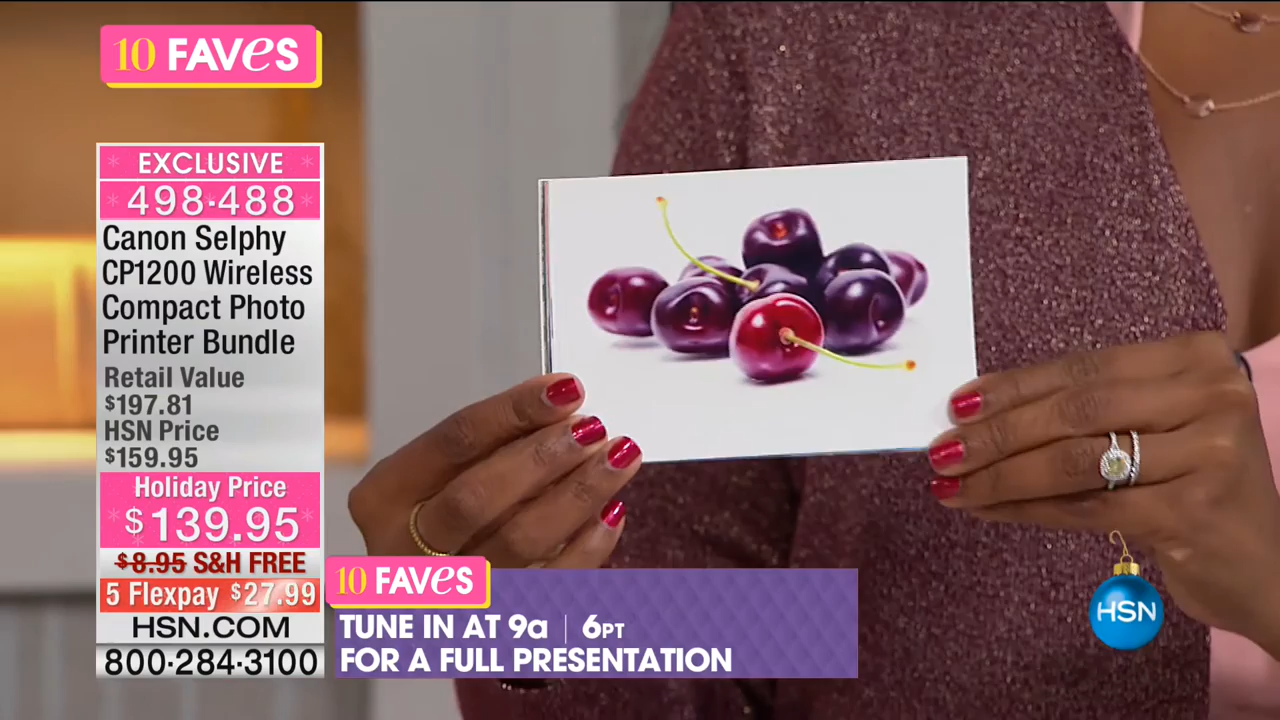 10 FAVeS
EXCLUSIVE
498·488
Canon Selphy
CP1200 Wireless
Compact Photo
Printer Bundle
Retail Value
$197.81
HSN Price
$159.95
Holiday Price
$139.95
$8.95 S&H FREE
5 Flexpay $27.99
HSN.COM
800·284·3100
10 FAVeS
TUNE IN AT 9a | 6PT
FOR A FULL PRESENTATION
HSN